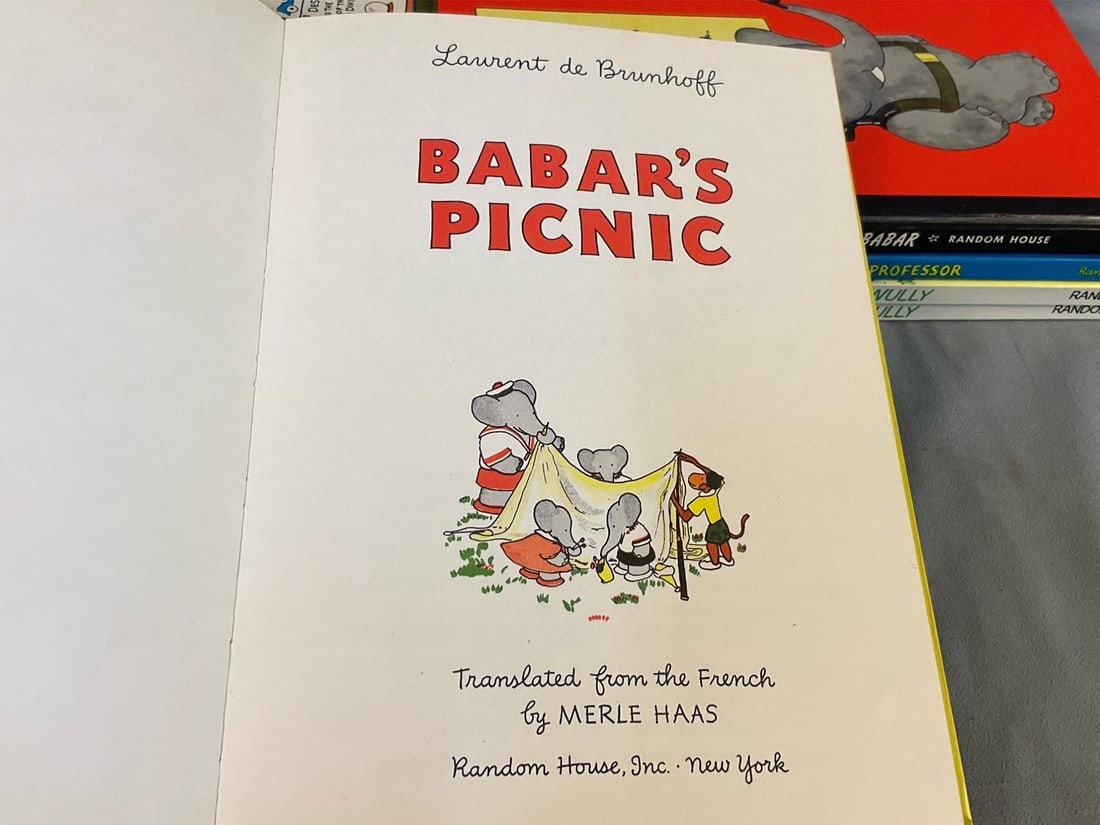 Laurent de Brunhoff
BABAR'S
PICNIC
Translated from the French
by MERLE HAAS
Random House, Inc. · New York
BABAR ☆ RANDOM HOUSE
PROFESSOR